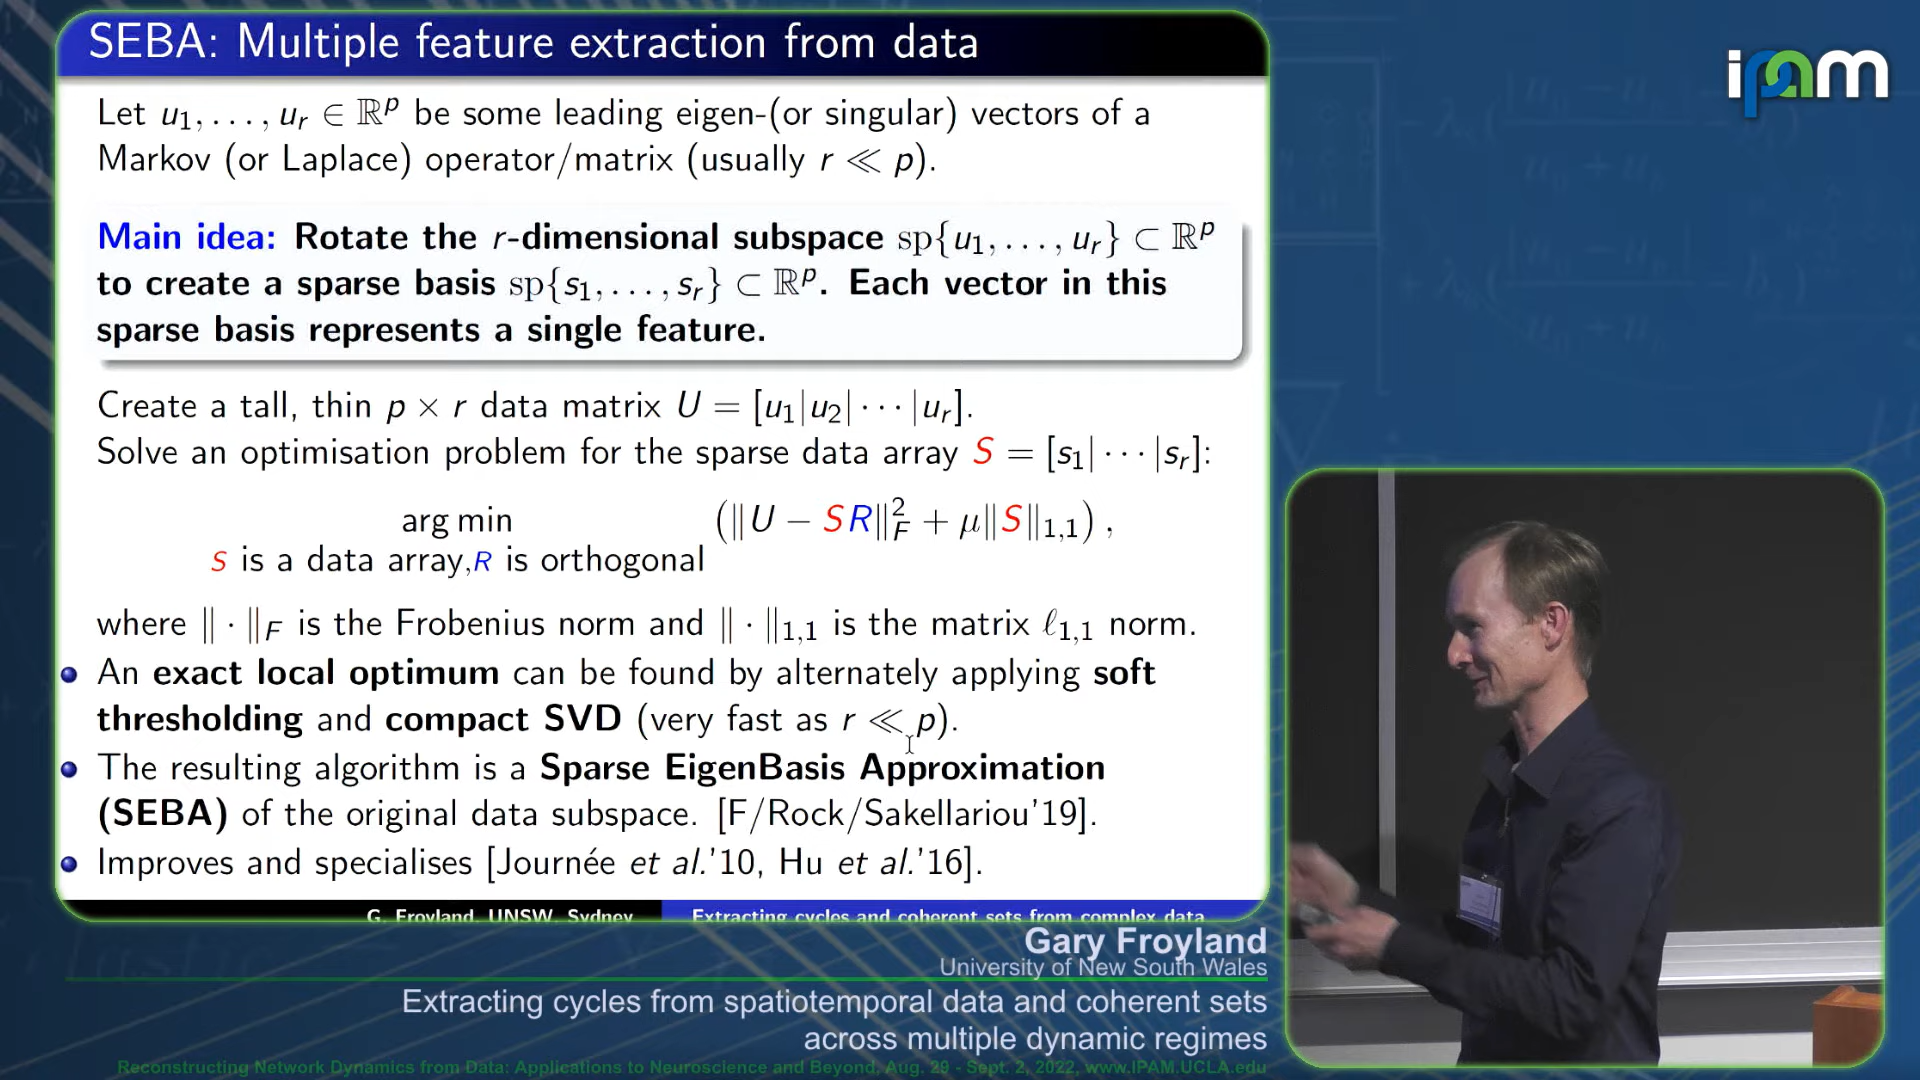 SEBA: Multiple feature extraction from data
Let u₁, . . . , uᵣ ∈ ℝᵖ be some leading eigen-(or singular) vectors of a
Markov (or Laplace) operator/matrix (usually r ≪ p).
Main idea: Rotate the r-dimensional subspace sp{u₁, . . . , uᵣ} ⊂ ℝᵖ
to create a sparse basis sp{s₁, . . . , sᵣ} ⊂ ℝᵖ. Each vector in this
sparse basis represents a single feature.
Create a tall, thin p × r data matrix U = [u₁|u₂| · · · |uᵣ].
Solve an optimisation problem for the sparse data array S = [s₁| · · · |sᵣ]:
arg min (‖U − SR‖²_F + μ‖S‖₁,₁) ,
S is a data array,R is orthogonal
where ‖ · ‖_F is the Frobenius norm and ‖ · ‖₁,₁ is the matrix ℓ₁,₁ norm.
An exact local optimum can be found by alternately applying soft
thresholding and compact SVD (very fast as r ≪ p).
The resulting algorithm is a Sparse EigenBasis Approximation
(SEBA) of the original data subspace. [F/Rock/Sakellariou'19].
Improves and specialises [Journée et al.'10, Hu et al.'16].
G. Froyland, UNSW, Sydney Extracting cycles and coherent sets from complex data
Gary Froyland
University of New South Wales
Extracting cycles from spatiotemporal data and coherent sets
across multiple dynamic regimes
Reconstructing Network Dynamics from Data: Applications to Neuroscience and Beyond, Aug. 29 - Sept. 2, 2022, www.IPAM.UCLA.edu
ipam